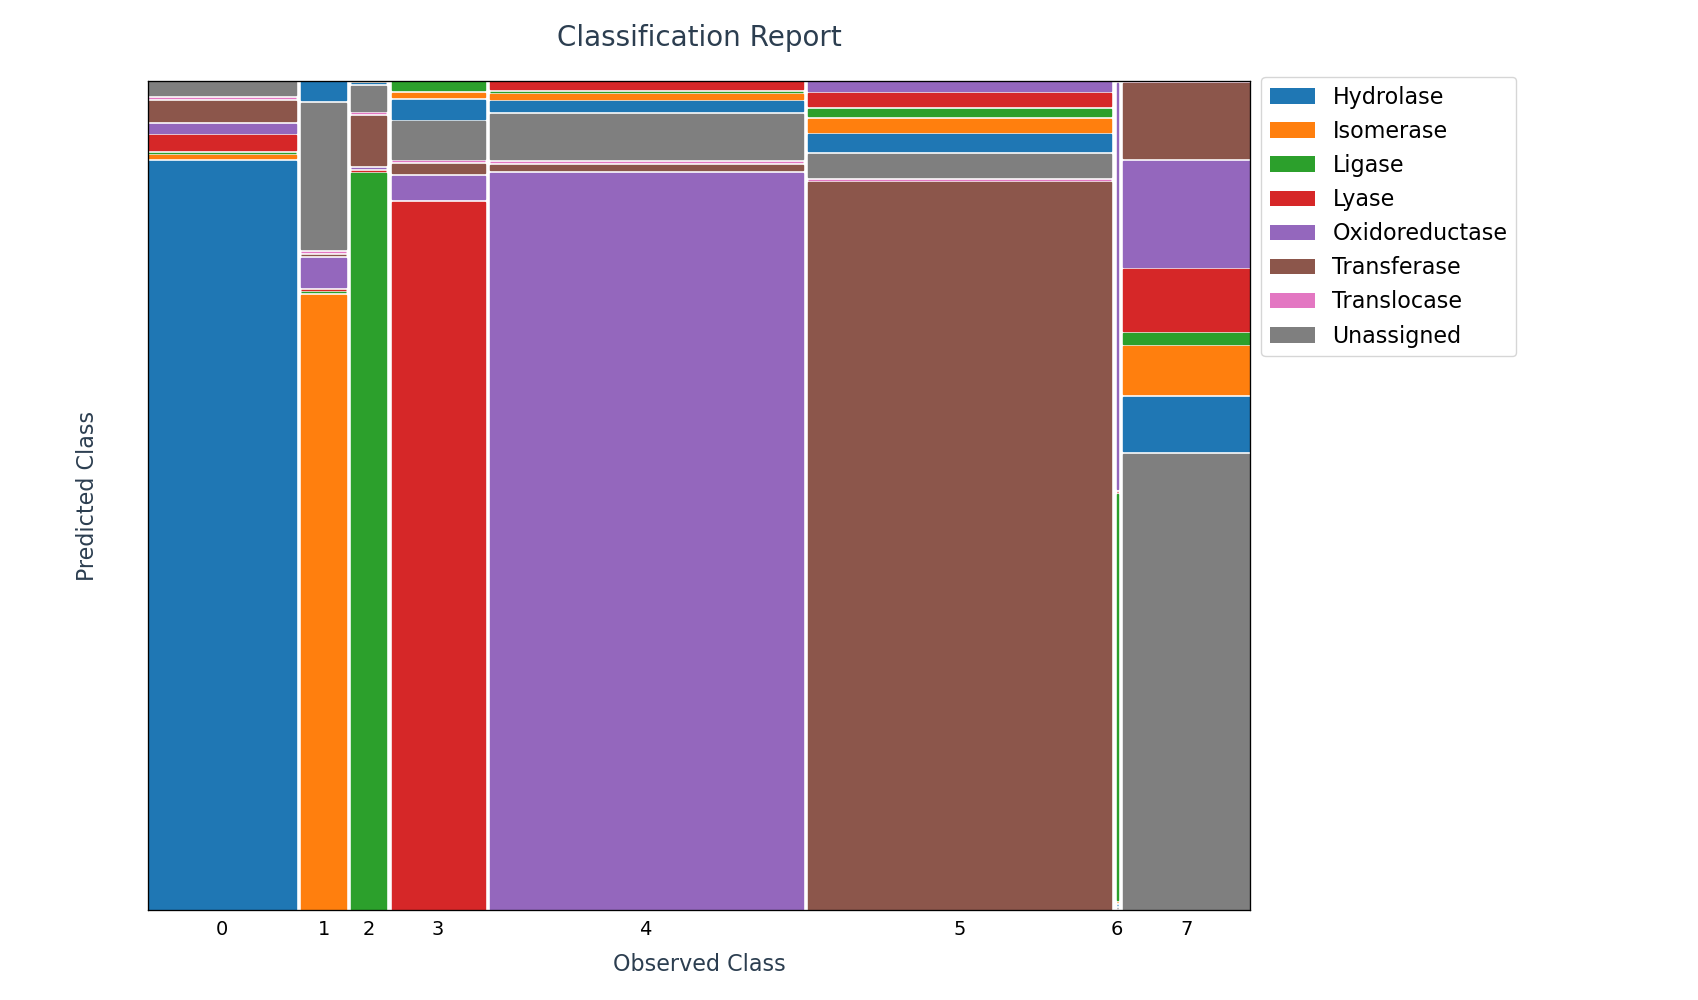 Classification Report
Hydrolase
Isomerase
Ligase
Lyase
Oxidoreductase
Transferase
Translocase
Unassigned
Predicted Class
0 1 2 3 4 5 6 7
Observed Class